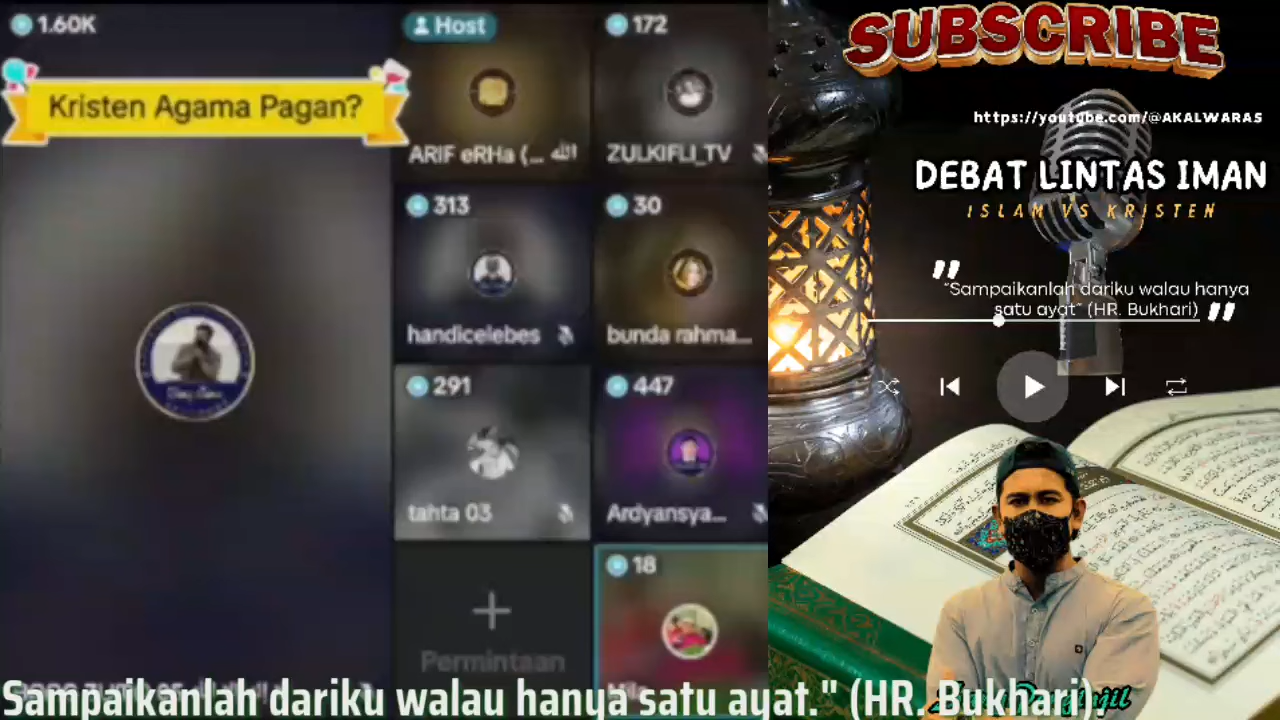 1.60K
Kristen Agama Pagan?
Host
ARIF eRHa (... الله
172
ZULKIFLI_TV
313
handicelebes
30
bunda rahma...
291
tahta 03
447
Ardyansya...
18
Permintaan
SUBSCRIBE
https://youtube.com/@AKALWARAS
DEBAT LINTAS IMAN
ISLAM VS KRISTEN
"Sampaikanlah dariku walau hanya
satu ayat" (HR. Bukhari)
Sampaikanlah dariku walau hanya satu ayat." (HR. Bukhari).